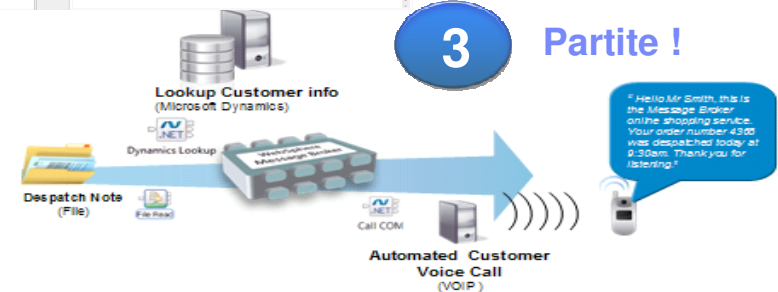 3
Partite !
Lookup Customer info
(Microsoft Dynamics)
.NET
Dynamics Lookup
WebSphere
Message Broker
Despatch Note
(File)
File Read
.NET
Call COM
Automated Customer
Voice Call
(VOIP)
" Hello Mr Smith, this is
the Message Broker
online shopping service.
Your order number 4366
was despatched today at
9:30am. Thank you for
listening."